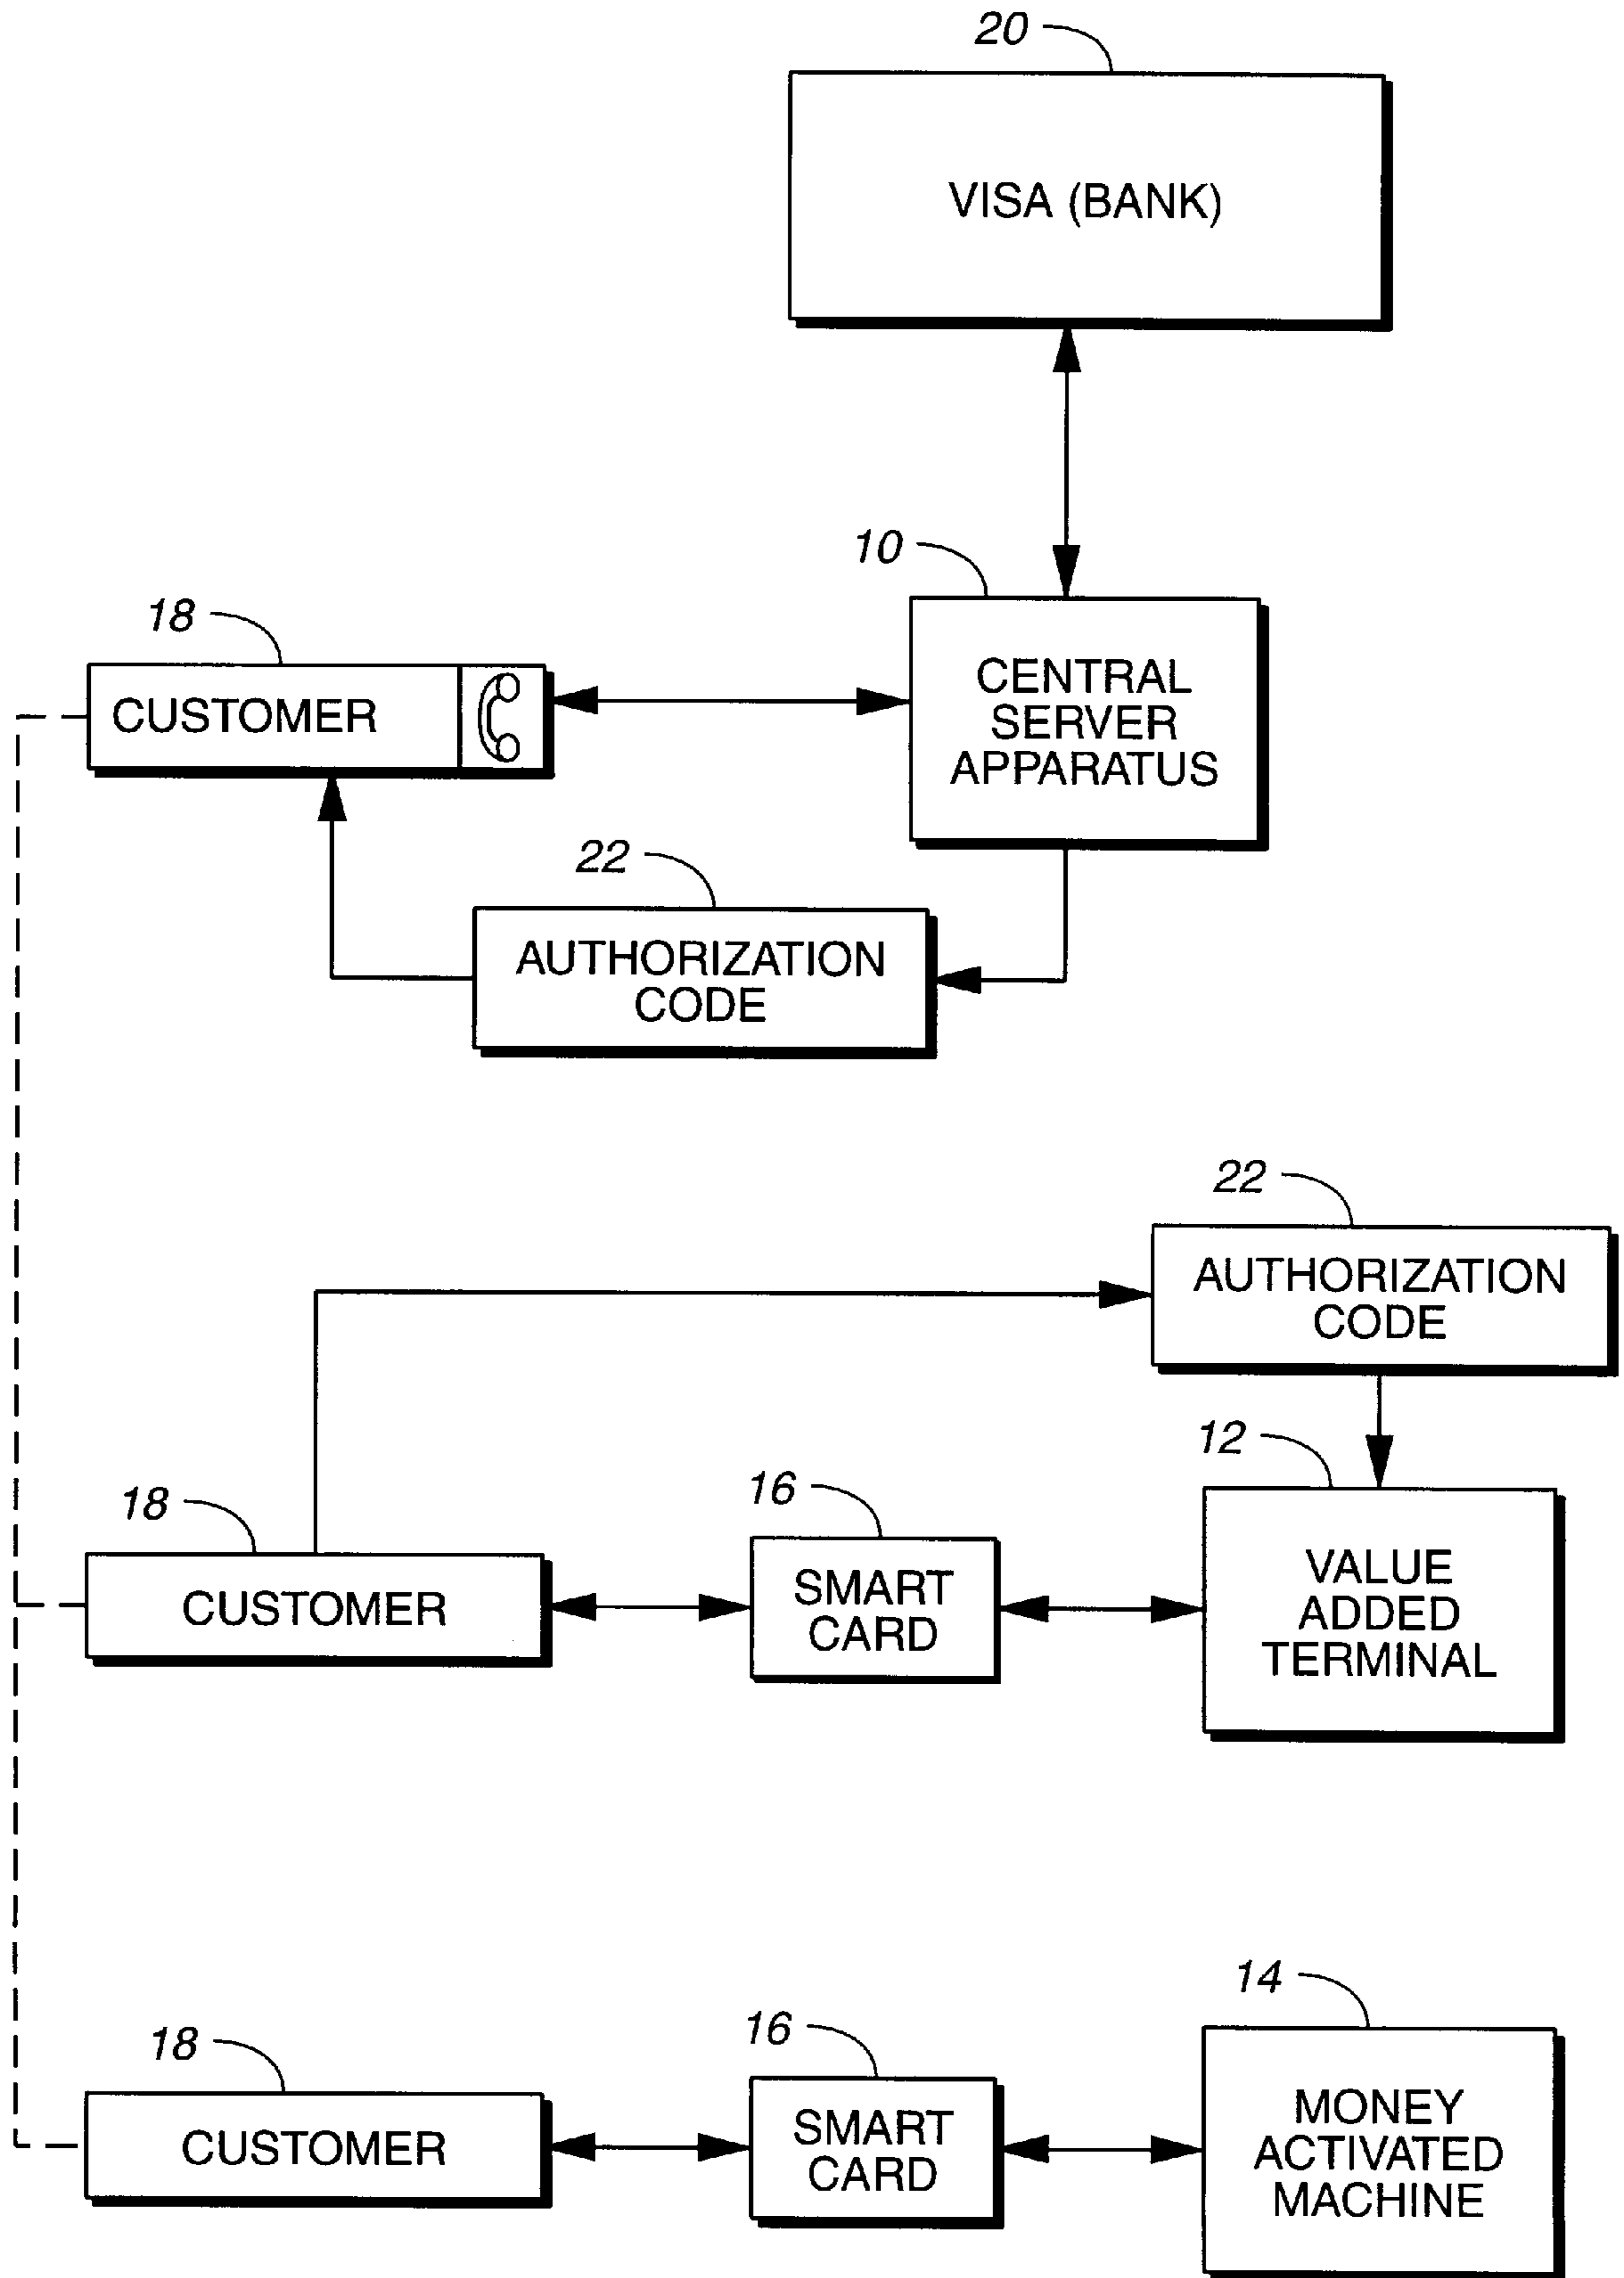 20
VISA (BANK)
10
18
CENTRAL
SERVER
APPARATUS
CUSTOMER
22
AUTHORIZATION
CODE
22
AUTHORIZATION
CODE
12
18
16
VALUE
ADDED
TERMINAL
SMART
CARD
CUSTOMER
14
18
16
MONEY
ACTIVATED
MACHINE
SMART
CARD
CUSTOMER